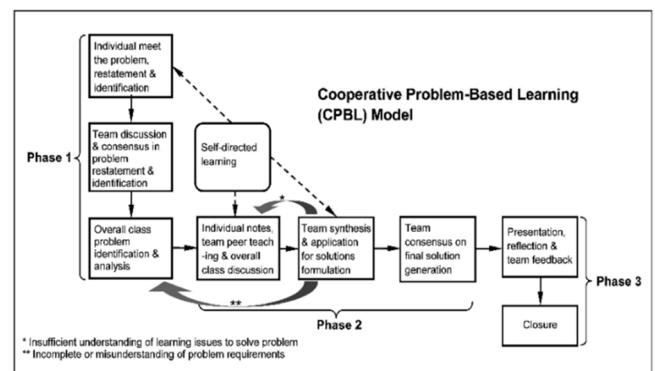 Individual meet
the problem,
restatement &
identification
Cooperative Problem-Based Learning
(CPBL) Model
Phase 1
Team discussion
& consensus in
problem
restatement &
identification
Self-directed
learning
*
Overall class
problem
identification &
analysis
Individual notes,
team peer teach
-ing & overall
class discussion
Team synthesis
& application
for solutions
formulation
Team
consensus on
final solution
generation
Presentation,
reflection &
team feedback
Phase 3
**
Phase 2
Closure
* Insufficient understanding of learning issues to solve problem
** Incomplete or misunderstanding of problem requirements